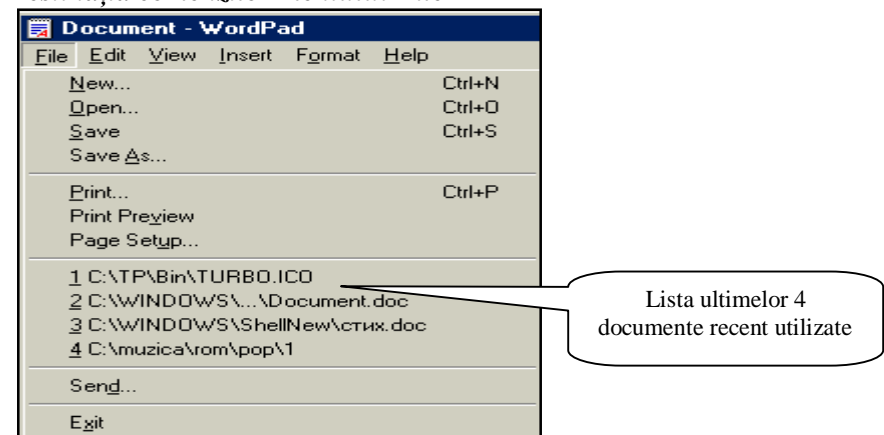 Document - WordPad
File Edit View Insert Format Help
New... Ctrl+N
Open... Ctrl+O
Save Ctrl+S
Save As...
Print... Ctrl+P
Print Preview
Page Setup...
1 C:\TP\Bin\TURBO.ICO
2 C:\WINDOWS\...\Document.doc
3 C:\WINDOWS\ShellNew\стих.doc
4 C:\muzica\rom\pop\1
Send...
Exit
Lista ultimelor 4
documente recent utilizate